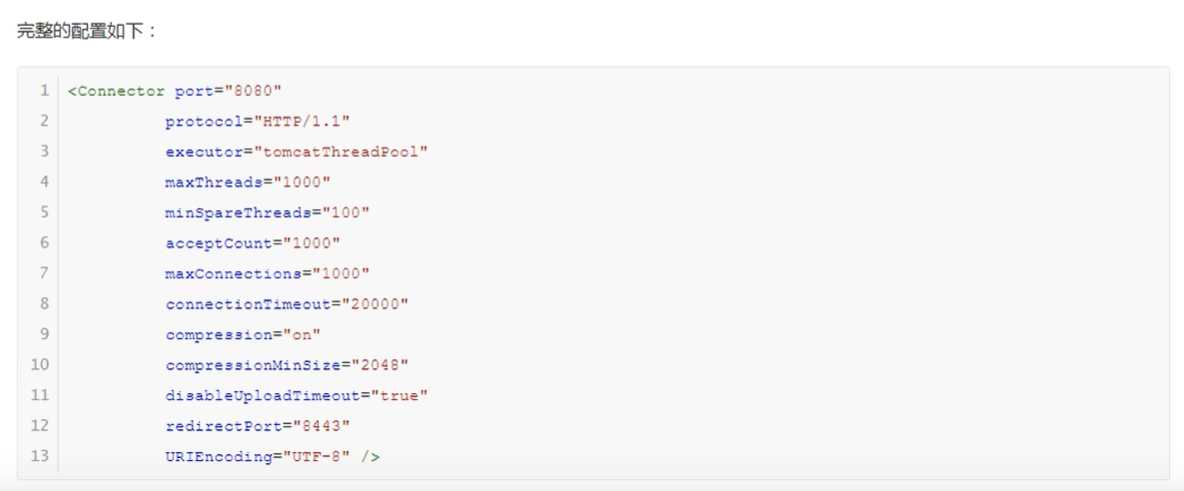 完整的配置如下：
1 <Connector port="8080"
2 protocol="HTTP/1.1"
3 executor="tomcatThreadPool"
4 maxThreads="1000"
5 minSpareThreads="100"
6 acceptCount="1000"
7 maxConnections="1000"
8 connectionTimeout="20000"
9 compression="on"
10 compressionMinSize="2048"
11 disableUploadTimeout="true"
12 redirectPort="8443"
13 URIEncoding="UTF-8" />